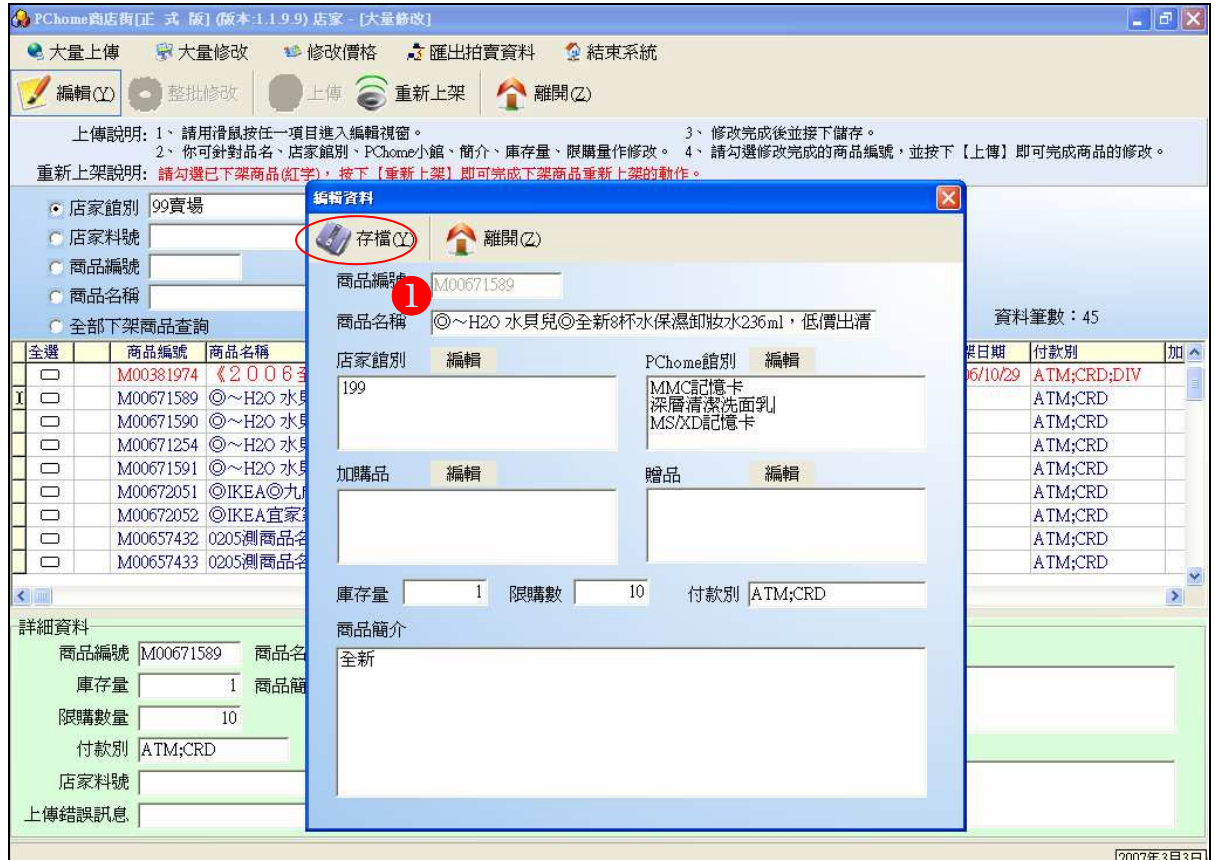 PChome商店街[正 式 版] (版本:1.1.9.9) 店家 - [大量修改]
大量上傳 大量修改 修改價格 匯出拍賣資料 結束系統
編輯(Y) 整批修改 上傳 重新上架 離開(Z)
上傳說明: 1、 請用滑鼠按任一項目進入編輯視窗。 3、 修改完成後並按下儲存。
2、 你可針對品名、店家館別、PChome小館、簡介、庫存量、限購量作修改。 4、 請勾選修改完成的商品編號,並按下【上傳】即可完成商品的修改。
重新上架說明: 請勾選已下架商品(紅字), 按下【重新上架】即可完成下架商品重新上架的動作。
店家館別 99賣場
店家料號
商品編號
商品名稱
全部下架商品查詢
資料筆數:45
全選 商品編號 商品名稱 日期 付款別 加
M00381974 《2006 6/10/29 ATM;CRD;DIV
M00671589 ◎~H2O 水 ATM;CRD
M00671590 ◎~H2O 水 ATM;CRD
M00671254 ◎~H2O 水 ATM;CRD
M00671591 ◎~H2O 水 ATM;CRD
M00672051 ◎IKEA◎九 ATM;CRD
M00672052 ◎IKEA宜家 ATM;CRD
M00657432 0205測商品名 ATM;CRD
M00657433 0205測商品名 ATM;CRD
編輯資料
存檔(Y) 離開(Z)
商品編號 M00671589
1
商品名稱 ◎~H2O 水貝兒◎全新8杯水保濕卸妝水236ml,低價出清
店家館別 編輯 PChome館別 編輯
199
MMC記憶卡
深層清潔洗面乳
MS/XD記憶卡
加購品 編輯 贈品 編輯
庫存量 1 限購數 10 付款別 ATM;CRD
商品簡介
全新
詳細資料
商品編號 M00671589 商品名
庫存量 1 商品簡
限購數量 10
付款別 ATM;CRD
店家料號
上傳錯誤訊息
2007年3月3日